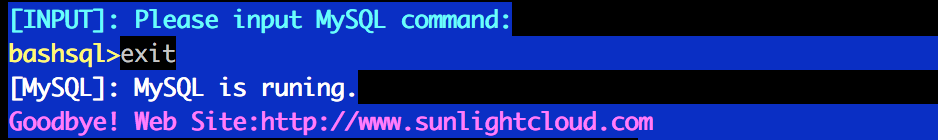 [INPUT]: Please input MySQL command:
bashsql>exit
[MySQL]: MySQL is runing.
Goodbye! Web Site:http://www.sunlightcloud.com